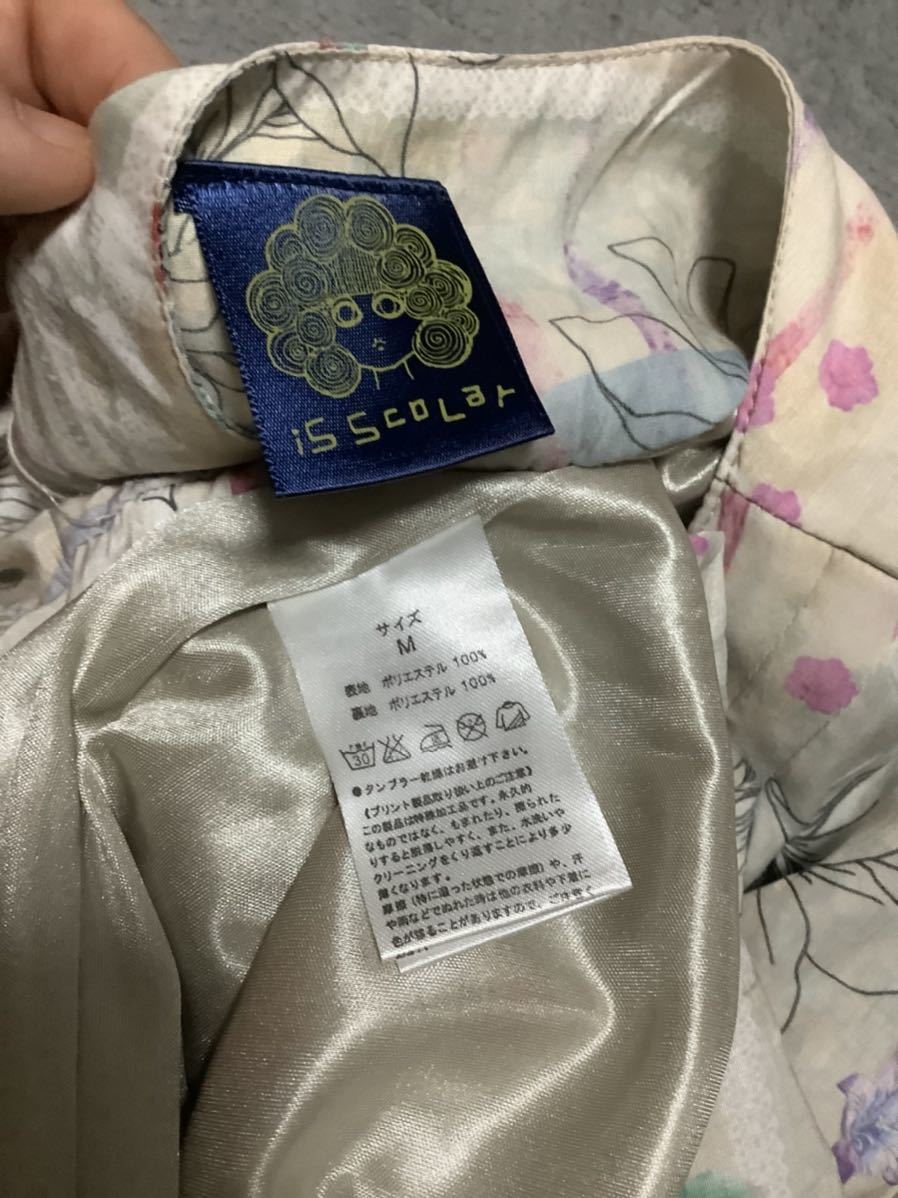 is scolar
サイズ
M
表地 ポリエステル 100%
裏地 ポリエステル 100%
30
●タンブラー乾燥はお避け下さい。
《プリント製品取り扱い上のご注意》
この製品は特殊加工品です。永久的
なものではなく、もまれたり、擦られた
りすると脱落しやすく、また、水洗いや
クリーニングをくり返すことにより多少
薄くなります。
摩擦(特に湿った状態での摩擦)や、汗
や雨などでぬれた時は他の衣料や下着に
色が移ることがありますので、ご注意く